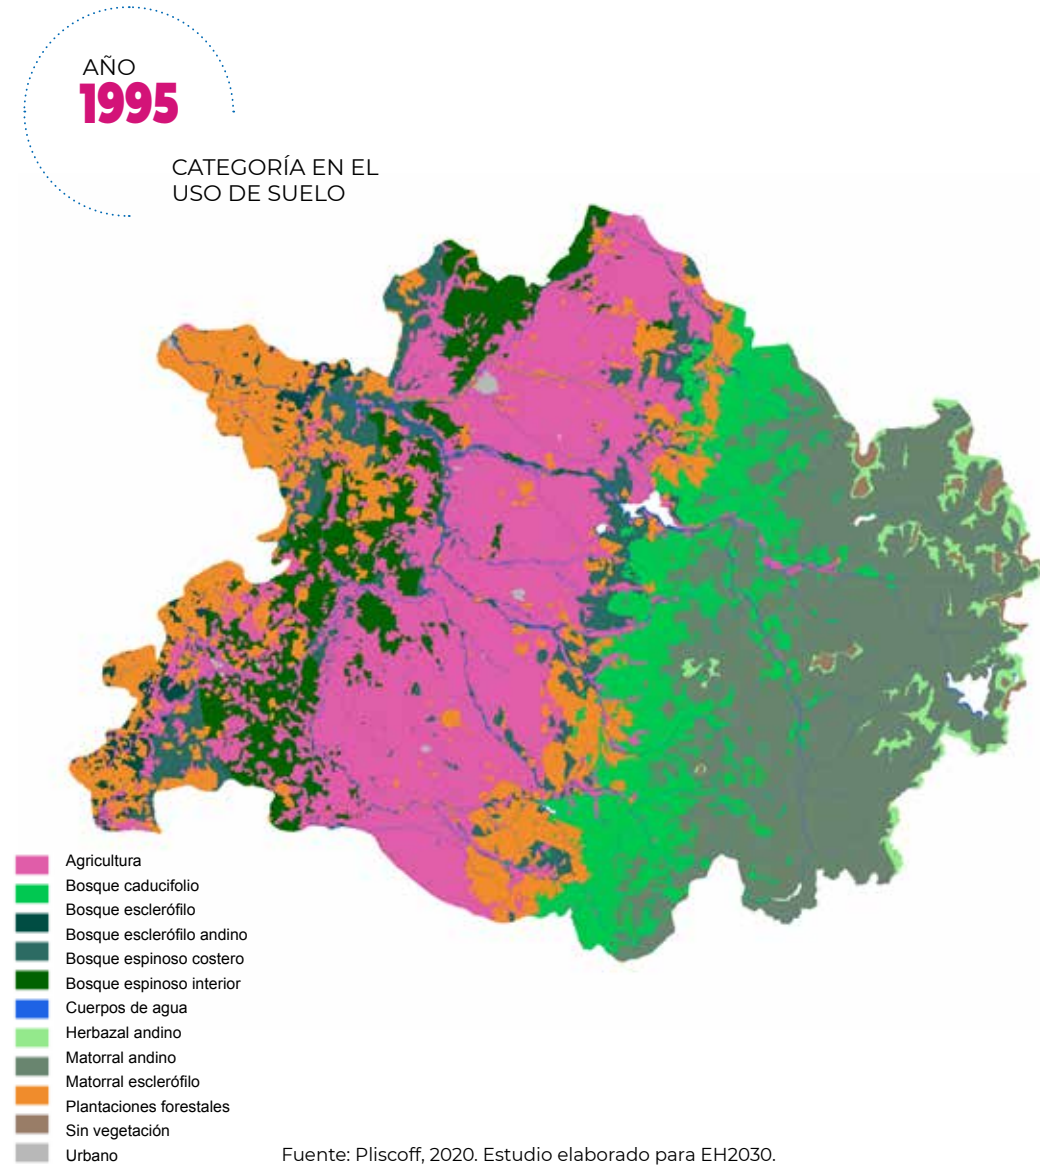 AÑO
1995
CATEGORÍA EN EL
USO DE SUELO
Agricultura
Bosque caducifolio
Bosque esclerófilo
Bosque esclerófilo andino
Bosque espinoso costero
Bosque espinoso interior
Cuerpos de agua
Herbazal andino
Matorral andino
Matorral esclerófilo
Plantaciones forestales
Sin vegetación
Urbano
Fuente: Pliscoff, 2020. Estudio elaborado para EH2030.